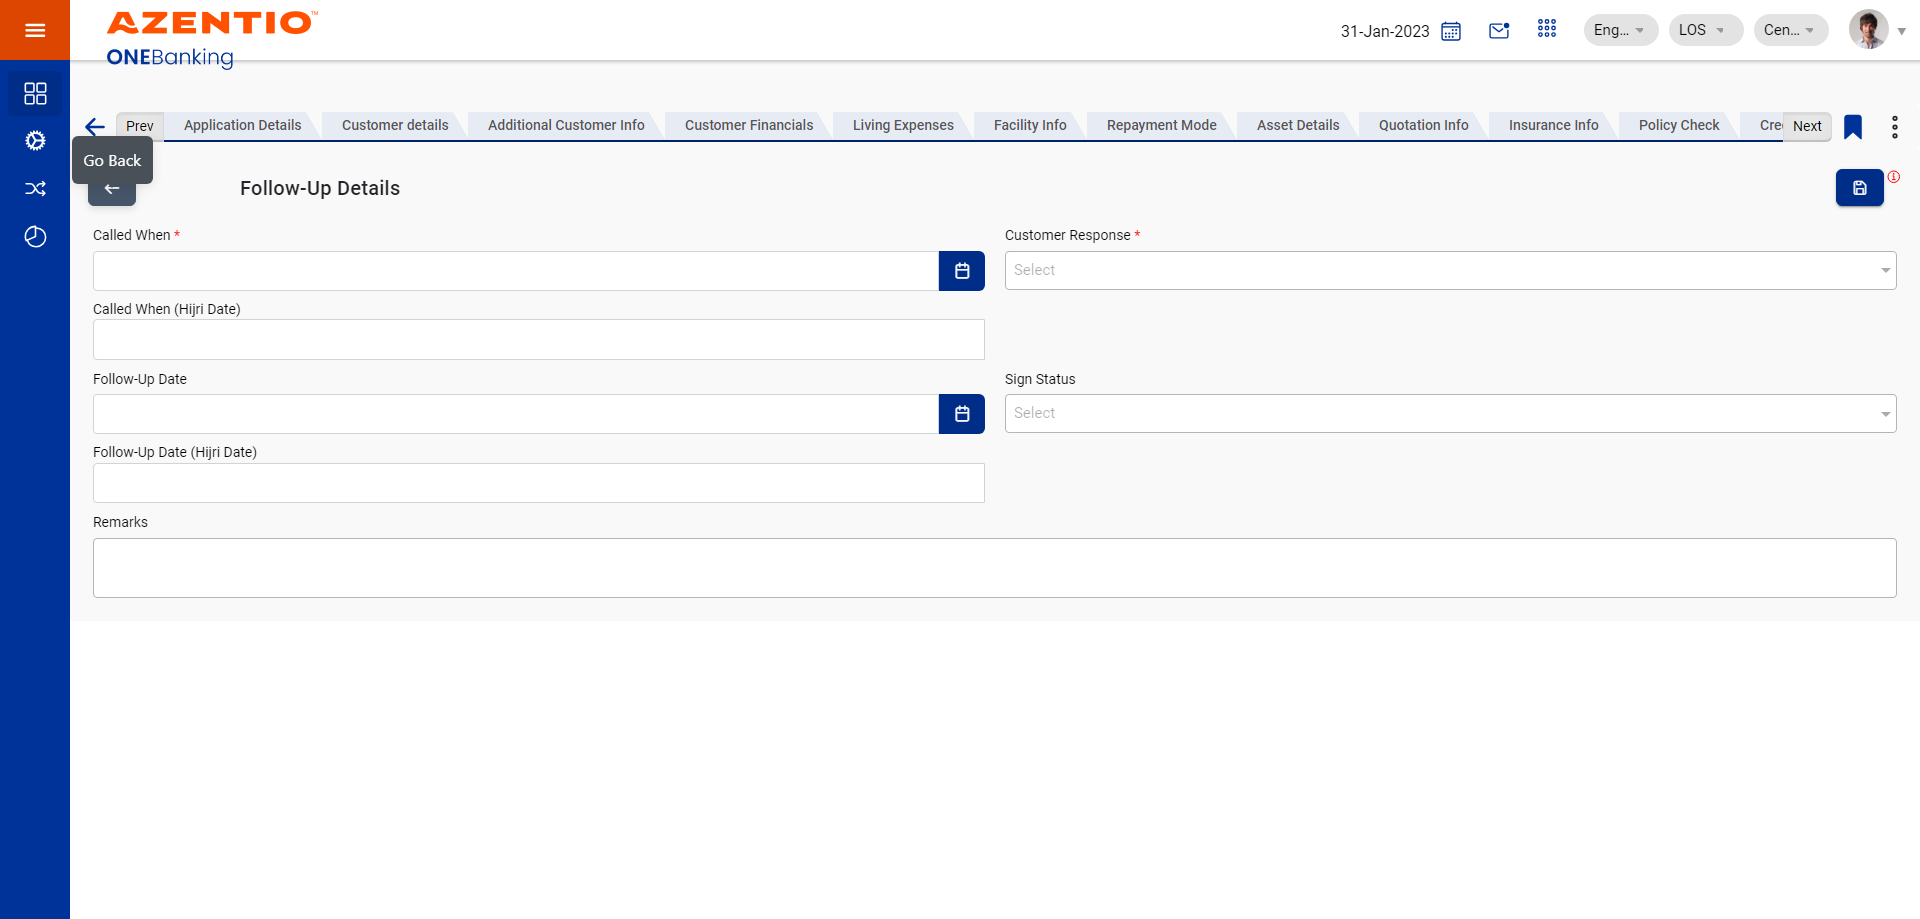 AZENTIO™
ONEBanking
31-Jan-2023
Eng...
LOS
Cen...
Prev
Application Details
Customer details
Additional Customer Info
Customer Financials
Living Expenses
Facility Info
Repayment Mode
Asset Details
Quotation Info
Insurance Info
Policy Check
Cre
Next
Go Back
Follow-Up Details
Called When *
Customer Response *
Select
Called When (Hijri Date)
Follow-Up Date
Sign Status
Select
Follow-Up Date (Hijri Date)
Remarks